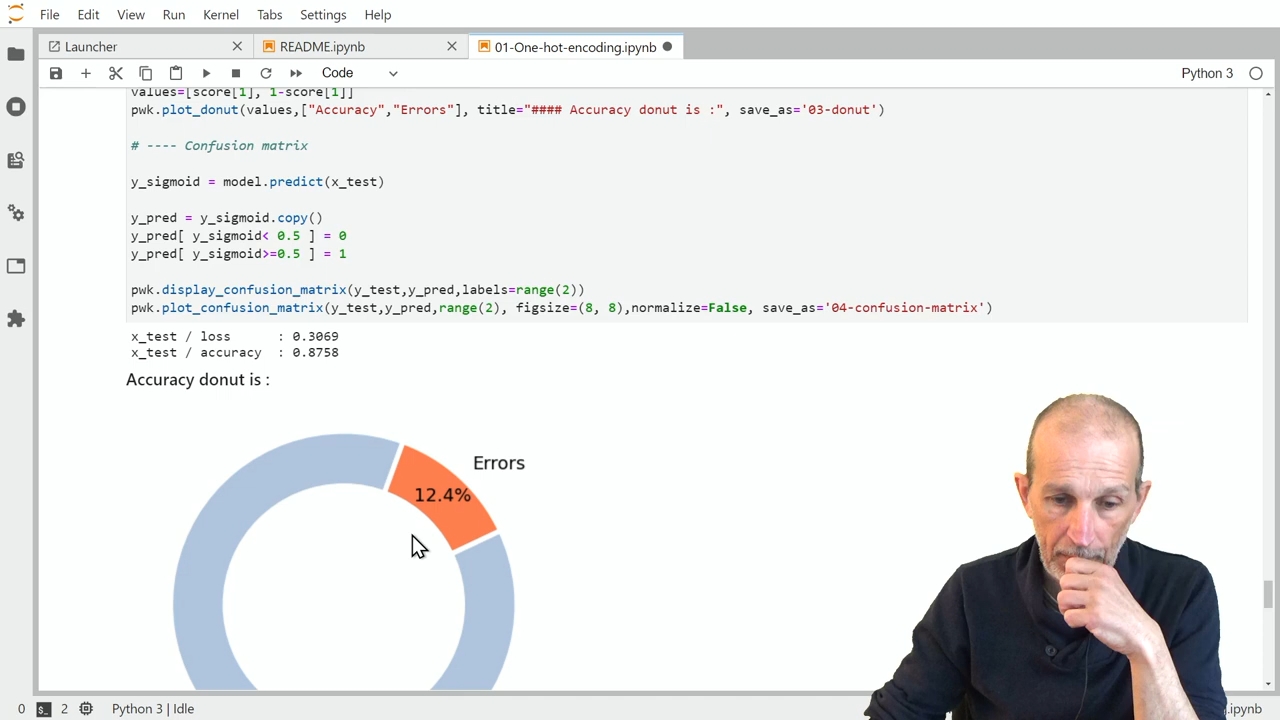 File Edit View Run Kernel Tabs Settings Help
Launcher README.ipynb 01-One-hot-encoding.ipynb
Code Python 3
values=[score[1], 1-score[1]]
pwk.plot_donut(values,["Accuracy","Errors"], title="#### Accuracy donut is :", save_as='03-donut')
# ---- Confusion matrix
y_sigmoid = model.predict(x_test)
y_pred = y_sigmoid.copy()
y_pred[ y_sigmoid< 0.5 ] = 0
y_pred[ y_sigmoid>=0.5 ] = 1
pwk.display_confusion_matrix(y_test,y_pred,labels=range(2))
pwk.plot_confusion_matrix(y_test,y_pred,range(2), figsize=(8, 8),normalize=False, save_as='04-confusion-matrix')
x_test / loss : 0.3069
x_test / accuracy : 0.8758
Accuracy donut is :
Errors
12.4%
0 2 Python 3 | Idle .ipynb